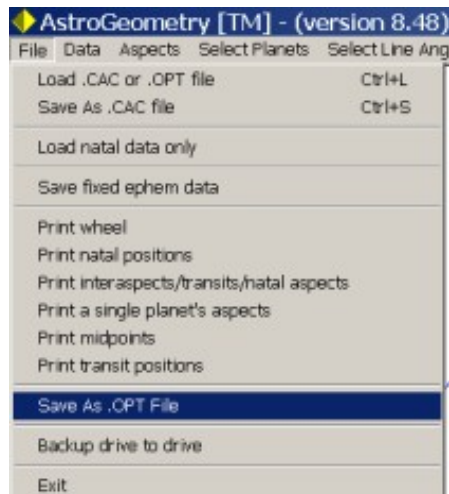 AstroGeometry [TM] - (version 8.48)
File Data Aspects Select Planets Select Line Ang
Load .CAC or .OPT file Ctrl+L
Save As .CAC file Ctrl+S
Load natal data only
Save fixed ephem data
Print wheel
Print natal positions
Print interaspects/transits/natal aspects
Print a single planet's aspects
Print midpoints
Print transit positions
Save As .OPT File
Backup drive to drive
Exit